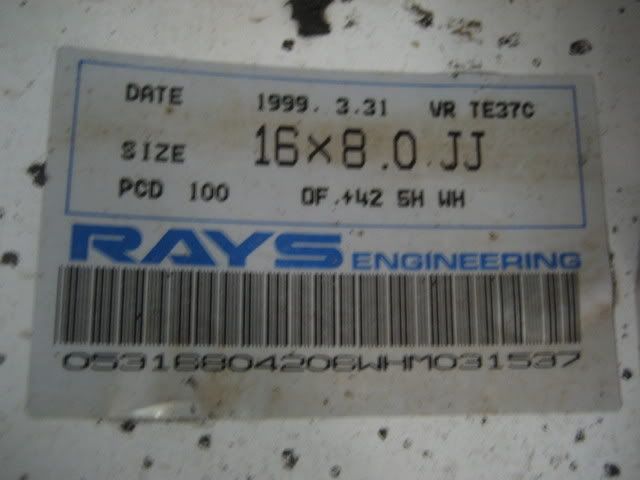 DATE 1999. 3.31 VR TE37C
SIZE 16×8.0 JJ
PCD 100 OF.+42 5H WH
RAYS ENGINEERING
05316804206WHM031537